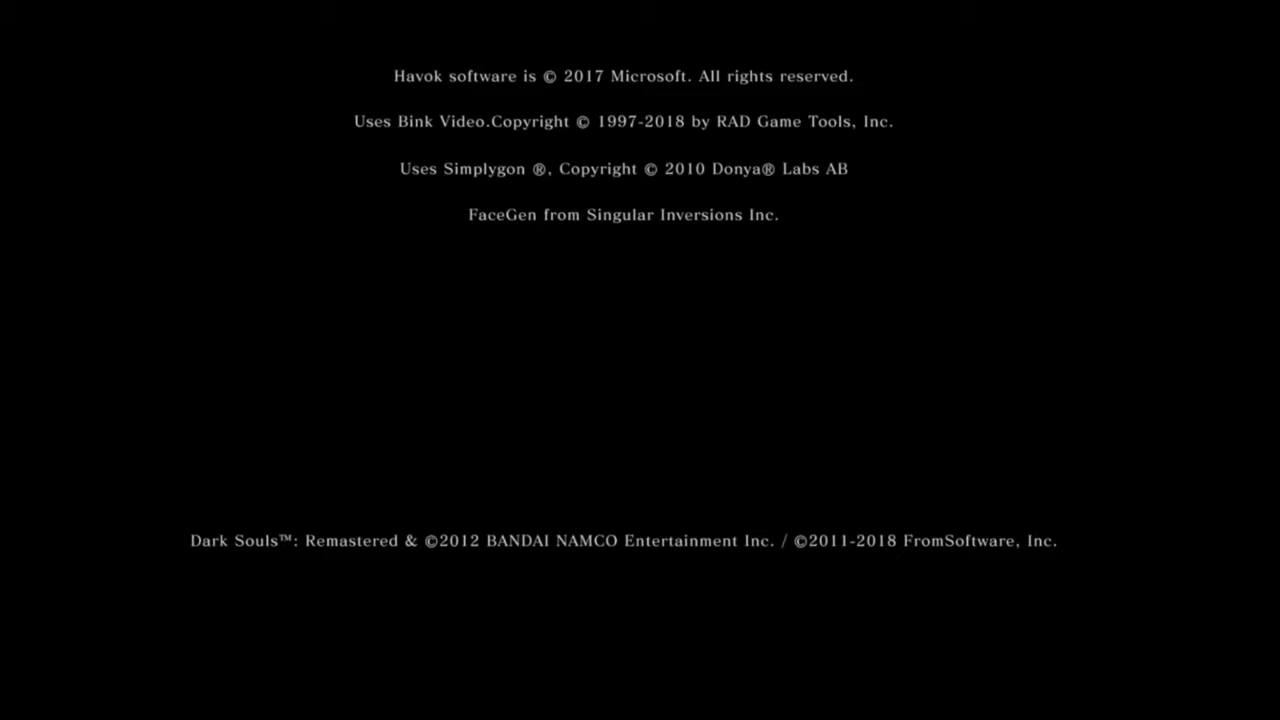 Havok software is © 2017 Microsoft. All rights reserved.
Uses Bink Video.Copyright © 1997-2018 by RAD Game Tools, Inc.
Uses Simplygon ®, Copyright © 2010 Donya® Labs AB
FaceGen from Singular Inversions Inc.
Dark Souls™: Remastered & ©2012 BANDAI NAMCO Entertainment Inc. / ©2011-2018 FromSoftware, Inc.